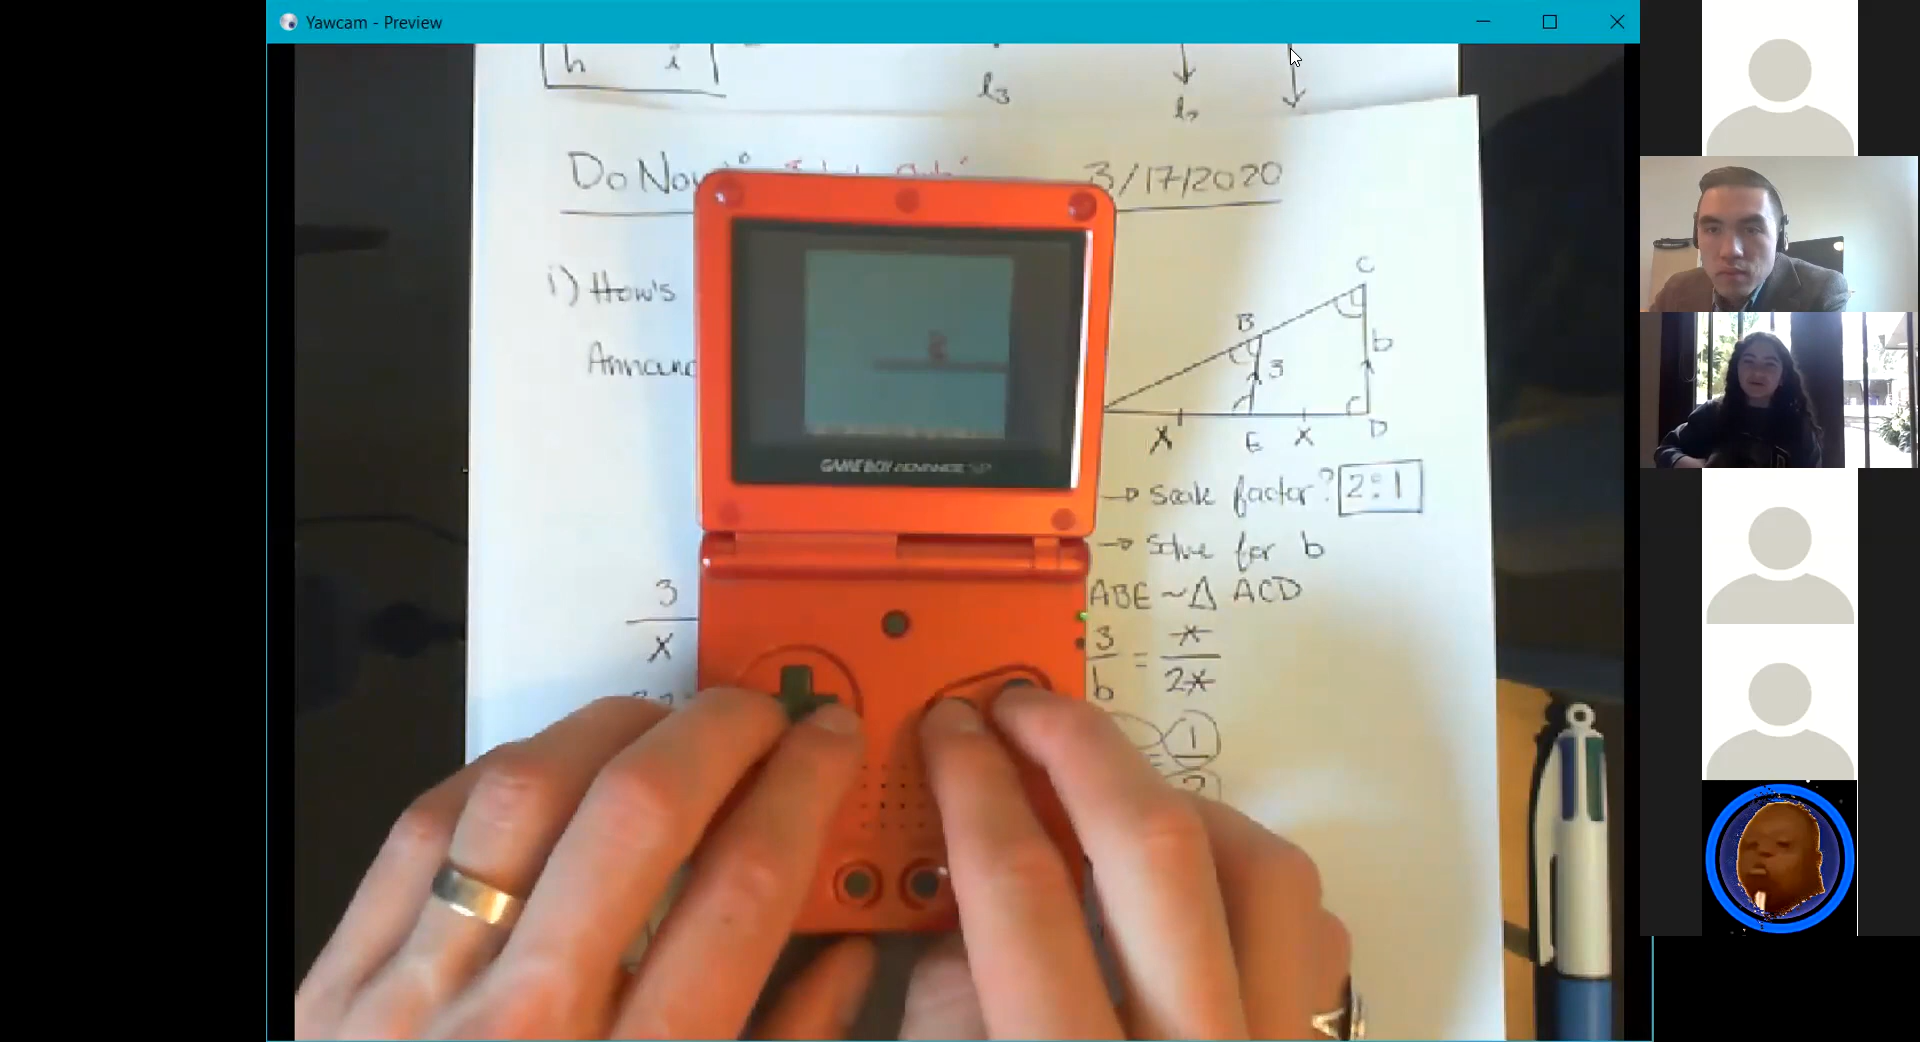 Yawcam - Preview
h i
l3
Do Now 3/17/2020
i) How's
C
B
b
3
X E X D
→ Scale factor? 2:1
→ Solve for b
ABE ~ Δ ACD
3
X
3 = x
b 2x
1
2
GAME BOY ADVANCE SP